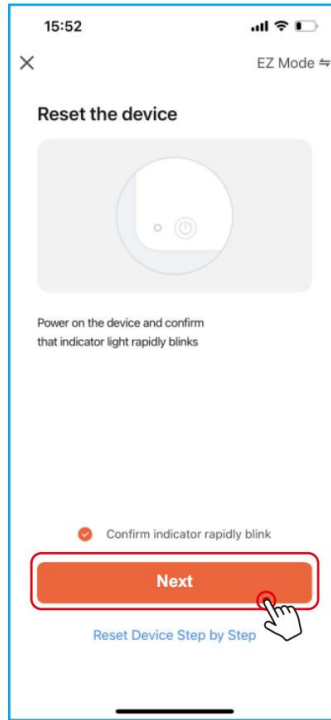 15:52
EZ Mode ⇋
Reset the device
Power on the device and confirm
that indicator light rapidly blinks
Confirm indicator rapidly blink
Next
Reset Device Step by Step